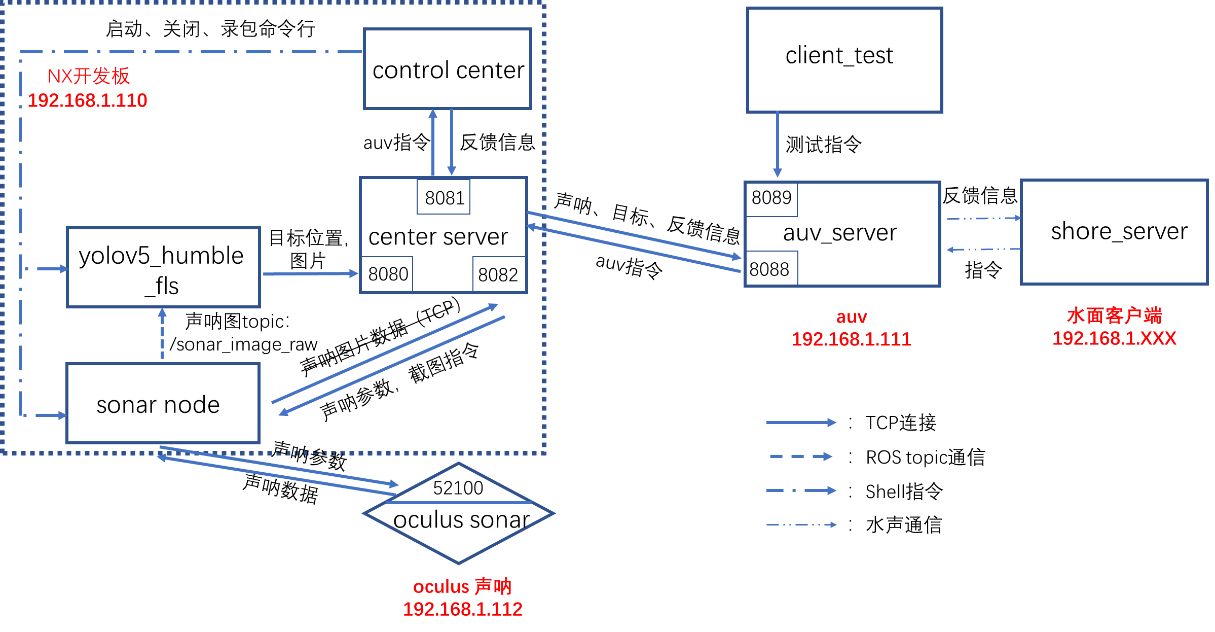 启动、关闭、录包命令行
NX开发板
192.168.1.110
control center
auv指令
反馈信息
8081
center server
8080
8082
yolov5_humble
_fls
目标位置,
图片
声呐图topic:
/sonar_image_raw
sonar node
声呐图片数据（TCP）
声呐参数，截图指令
声呐参数
声呐数据
52100
oculus sonar
oculus 声呐
192.168.1.112
client_test
测试指令
声呐、目标、反馈信息
auv指令
8089
auv_server
8088
auv
192.168.1.111
反馈信息
指令
shore_server
水面客户端
192.168.1.XXX
： TCP连接
： ROS topic通信
： Shell指令
： 水声通信